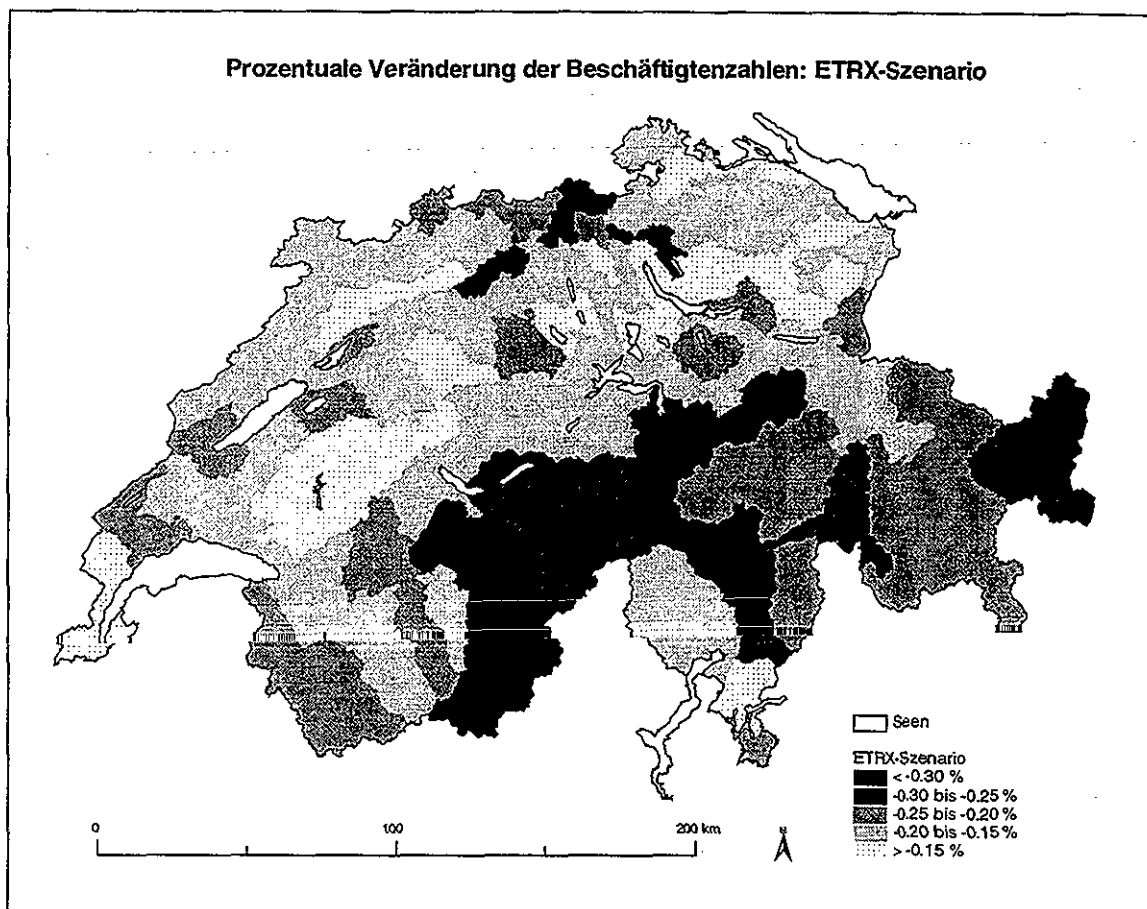 Prozentuale Veränderung der Beschäftigtenzahlen: ETRX-Szenario
Seen
ETRX-Szenario
< -0.30 %
-0.30 bis -0.25 %
-0.25 bis -0.20 %
-0.20 bis -0.15 %
> -0.15 %
0 100 200 km
N